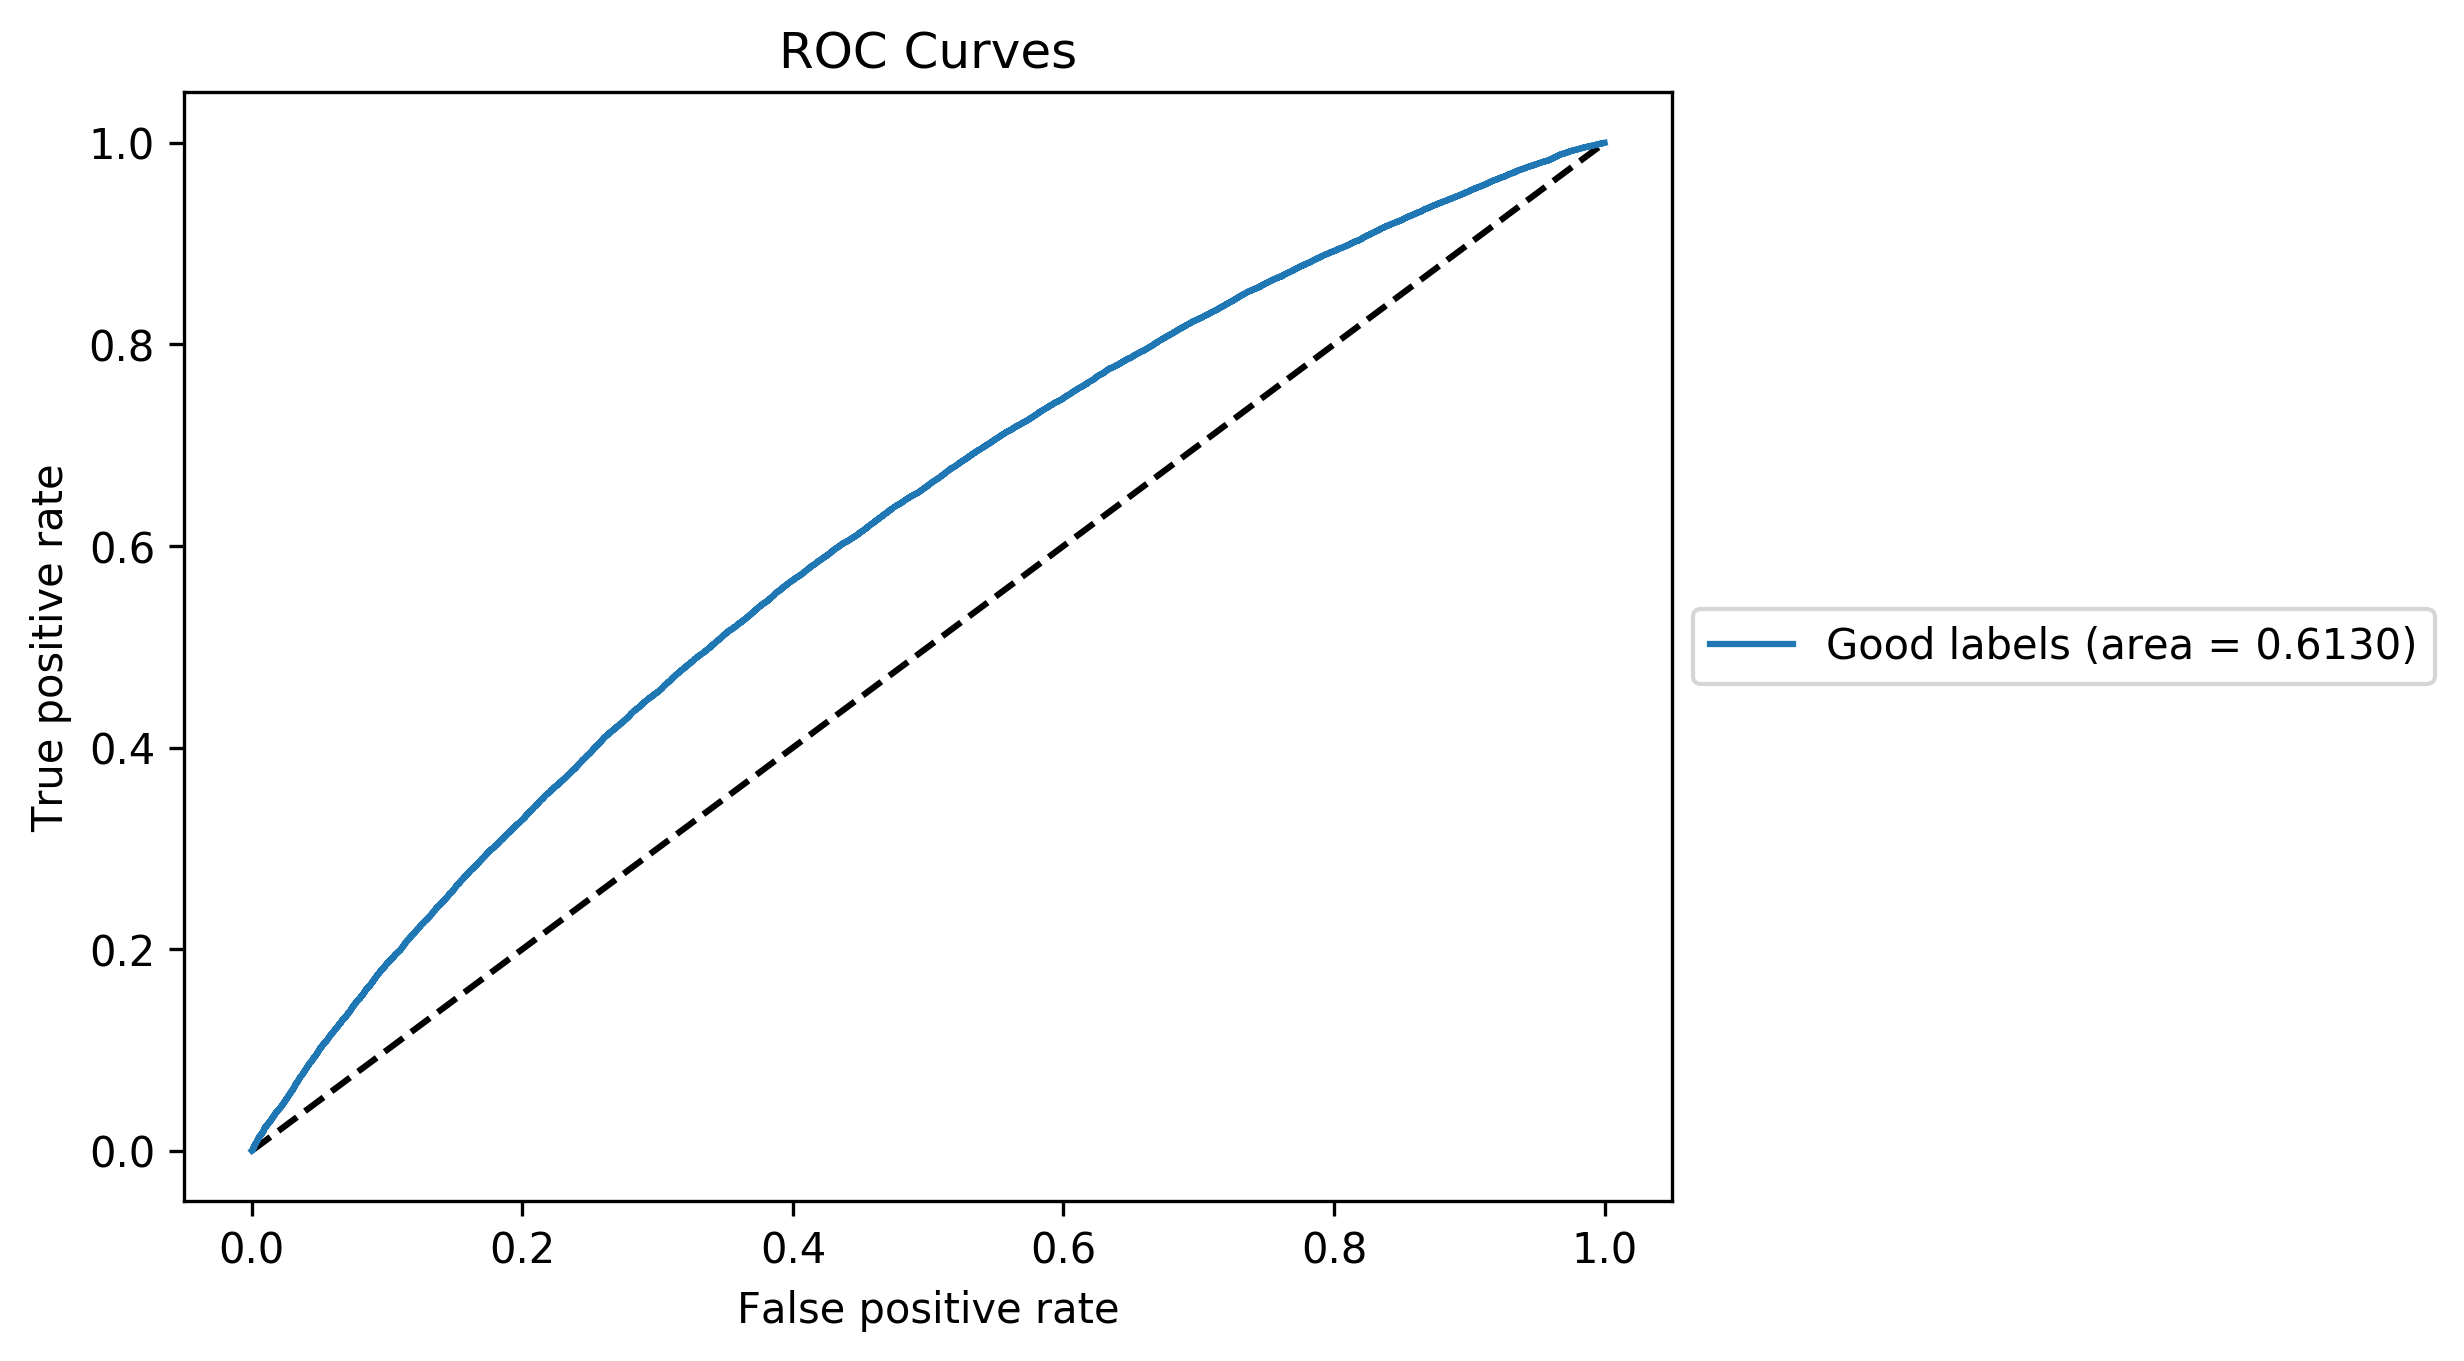 ROC Curves
1.0
0.8
0.6
0.4
0.2
0.0
True positive rate
0.0 0.2 0.4 0.6 0.8 1.0
False positive rate
Good labels (area = 0.6130)